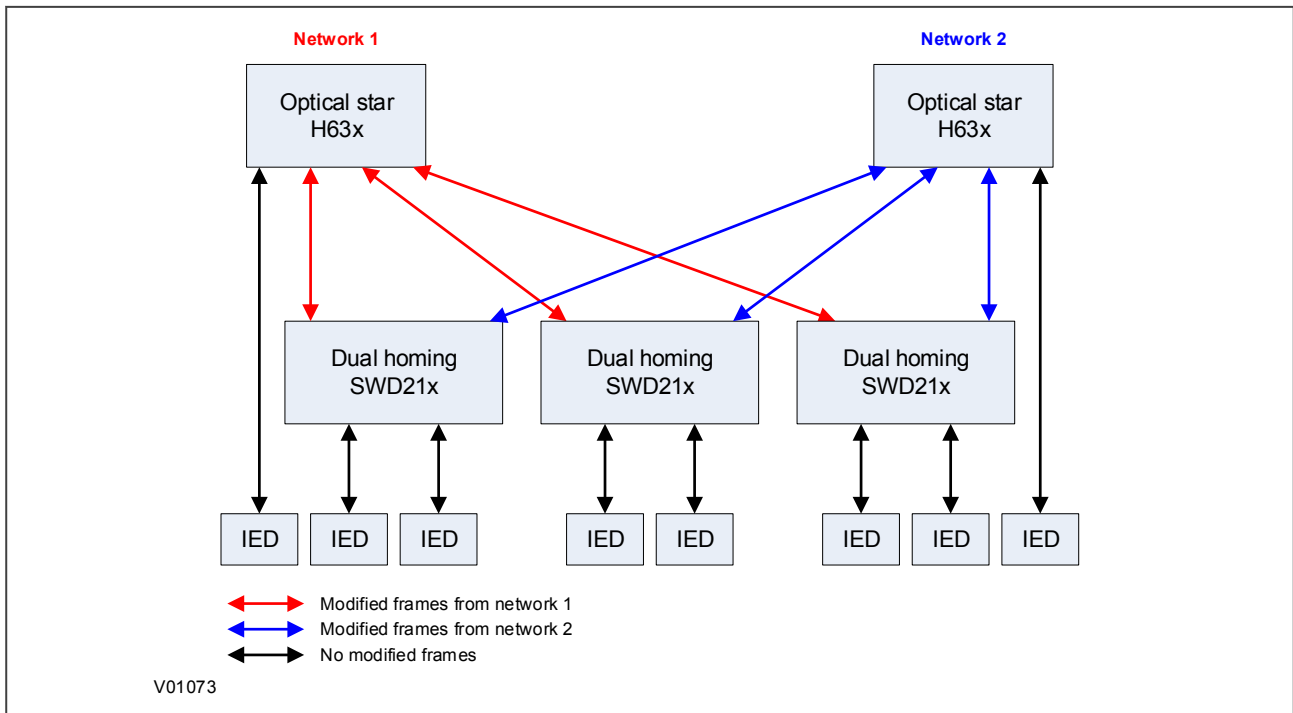 Network 1
Network 2
Optical star
H63x
Optical star
H63x
Dual homing
SWD21x
Dual homing
SWD21x
Dual homing
SWD21x
IED
IED
IED
IED
IED
IED
IED
IED
Modified frames from network 1
Modified frames from network 2
No modified frames
V01073